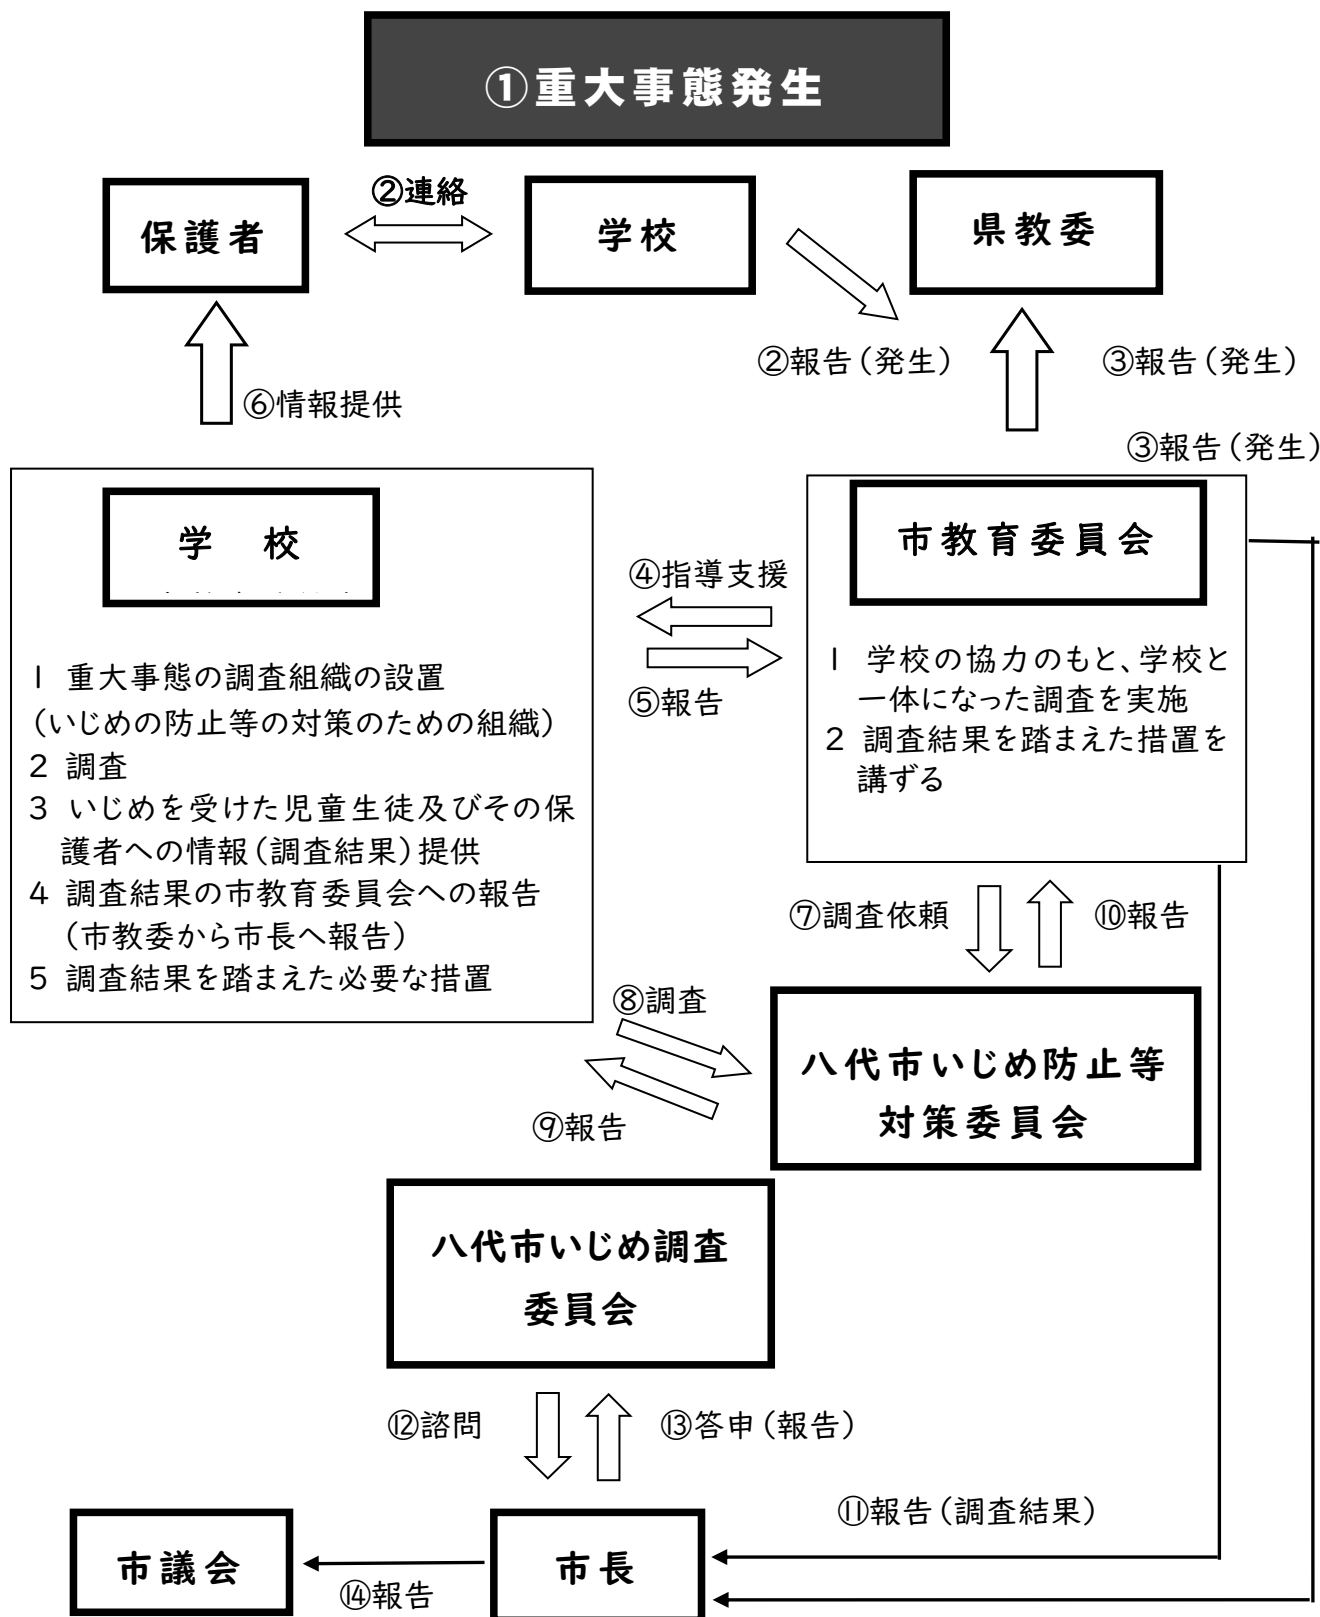 ①重大事態発生
保護者
②連絡
学校
県教委
②報告(発生)
③報告(発生)
⑥情報提供
③報告(発生)
学　校
市教育委員会
④指導支援
⑤報告
1 重大事態の調査組織の設置
(いじめの防止等の対策のための組織)
2 調査
3 いじめを受けた児童生徒及びその保
護者への情報(調査結果)提供
4 調査結果の市教育委員会への報告
(市教委から市長へ報告)
5 調査結果を踏まえた必要な措置
1 学校の協力のもと、学校と
一体になった調査を実施
2 調査結果を踏まえた措置を
講ずる
⑦調査依頼
⑩報告
⑧調査
⑨報告
八代市いじめ防止等
対策委員会
八代市いじめ調査
委員会
⑫諮問
⑬答申(報告)
⑪報告(調査結果)
市議会
⑭報告
市長